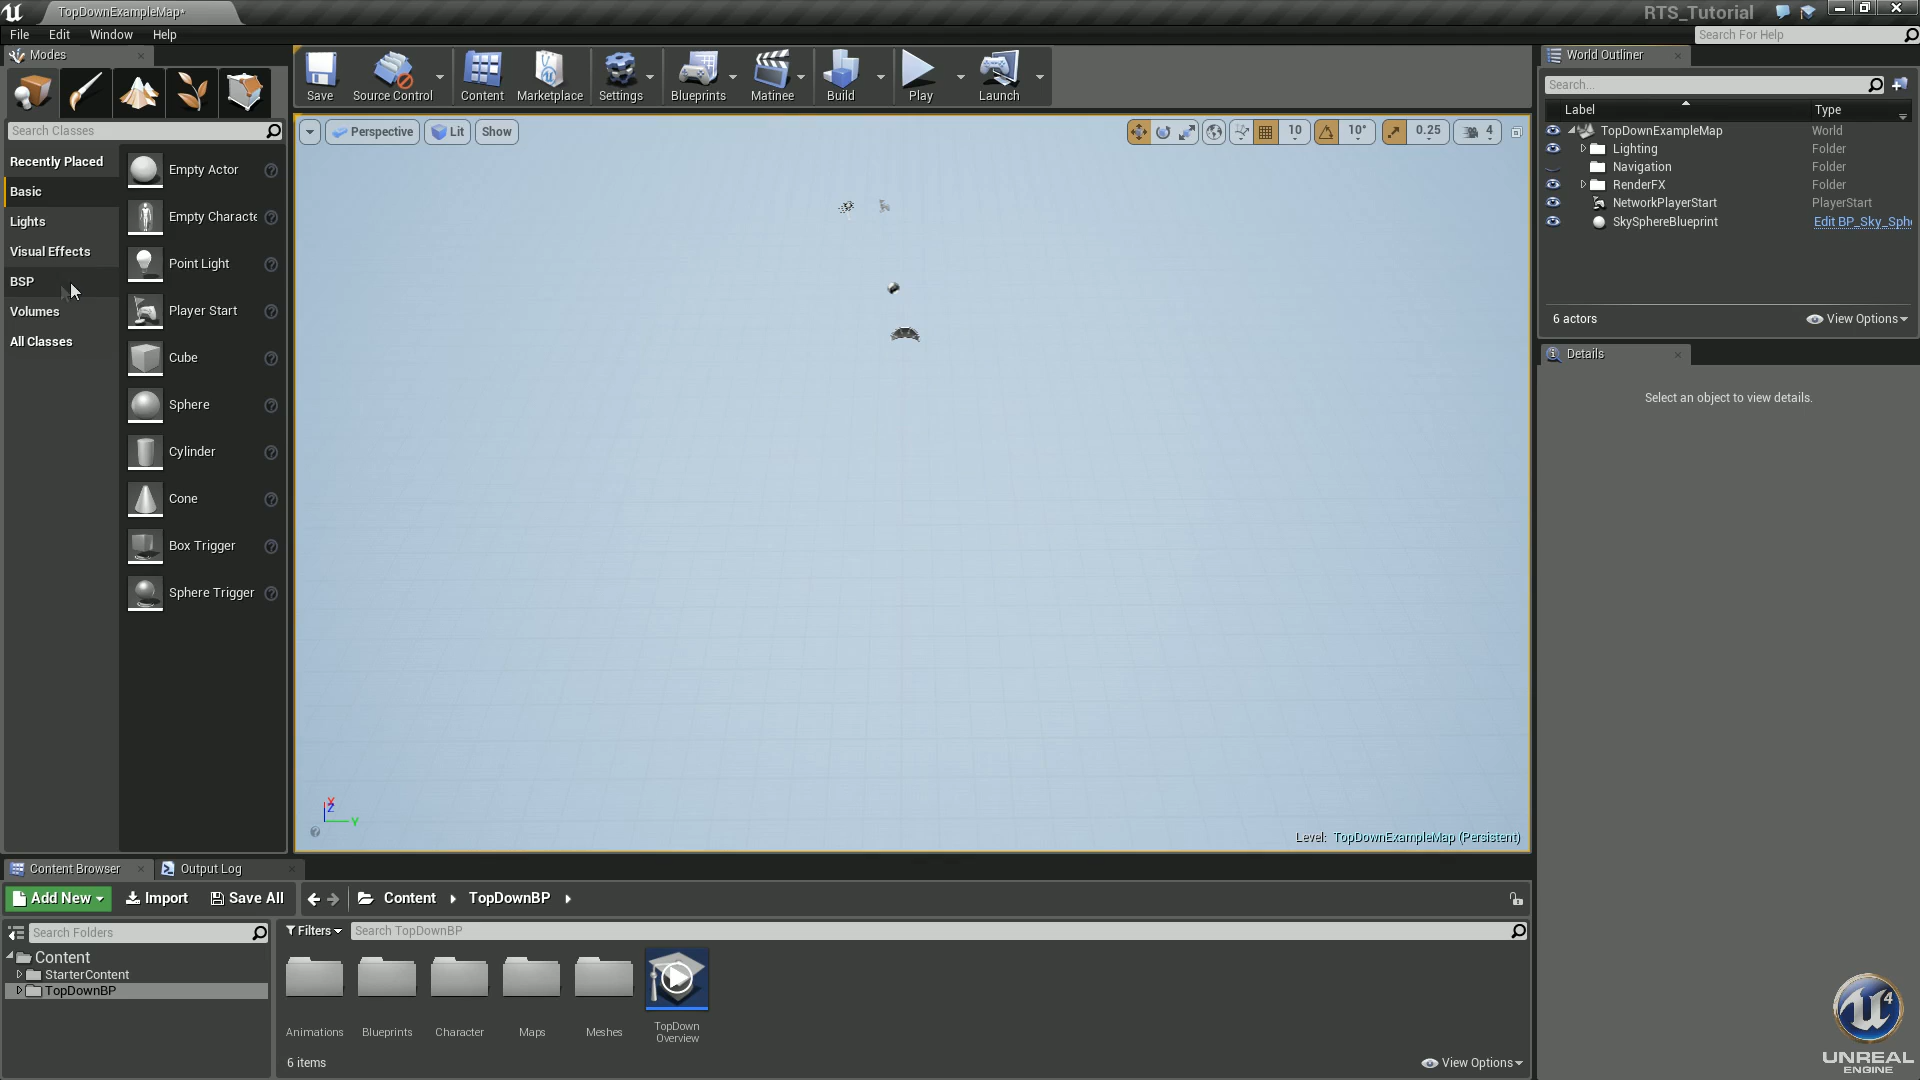 TopDownExampleMap*
RTS_Tutorial
File Edit Window Help
Search For Help
Modes
Save
Source Control
Content
Marketplace
Settings
Blueprints
Matinee
Build
Play
Launch
World Outliner
Search...
Label Type
TopDownExampleMap World
Lighting Folder
Navigation Folder
RenderFX Folder
NetworkPlayerStart PlayerStart
SkySphereBlueprint Edit BP_Sky_Sph
6 actors
View Options
Details
Select an object to view details.
Search Classes
Recently Placed
Basic
Lights
Visual Effects
BSP
Volumes
All Classes
Empty Actor
Empty Characte
Point Light
Player Start
Cube
Sphere
Cylinder
Cone
Box Trigger
Sphere Trigger
Perspective
Lit
Show
10
10°
0.25
4
X
Z
Y
Level: TopDownExampleMap (Persistent)
Content Browser
Output Log
Add New
Import
Save All
Content
TopDownBP
Search Folders
Filters
Search TopDownBP
Content
StarterContent
TopDownBP
Animations
Blueprints
Character
Maps
Meshes
TopDown
Overview
6 items
View Options
4
UNREAL
ENGINE